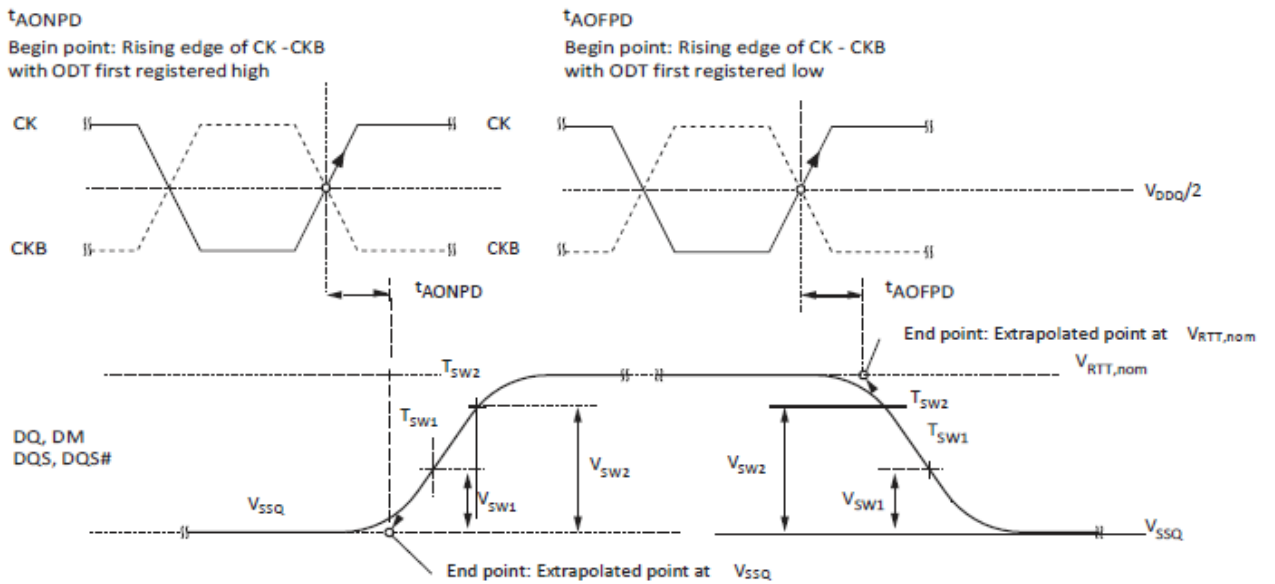 tAONPD
Begin point: Rising edge of CK -CKB
with ODT first registered high
tAOFPD
Begin point: Rising edge of CK - CKB
with ODT first registered low
CK
CK
VDDQ/2
CKB
CKB
tAONPD
tAOFPD
End point: Extrapolated point at VRTT,nom
TSW2
VRTT,nom
TSW2
TSW1
TSW1
DQ, DM
DQS, DQS#
VSW2
VSW2
VSSQ
VSW1
VSW1
VSSQ
End point: Extrapolated point at VSSQ